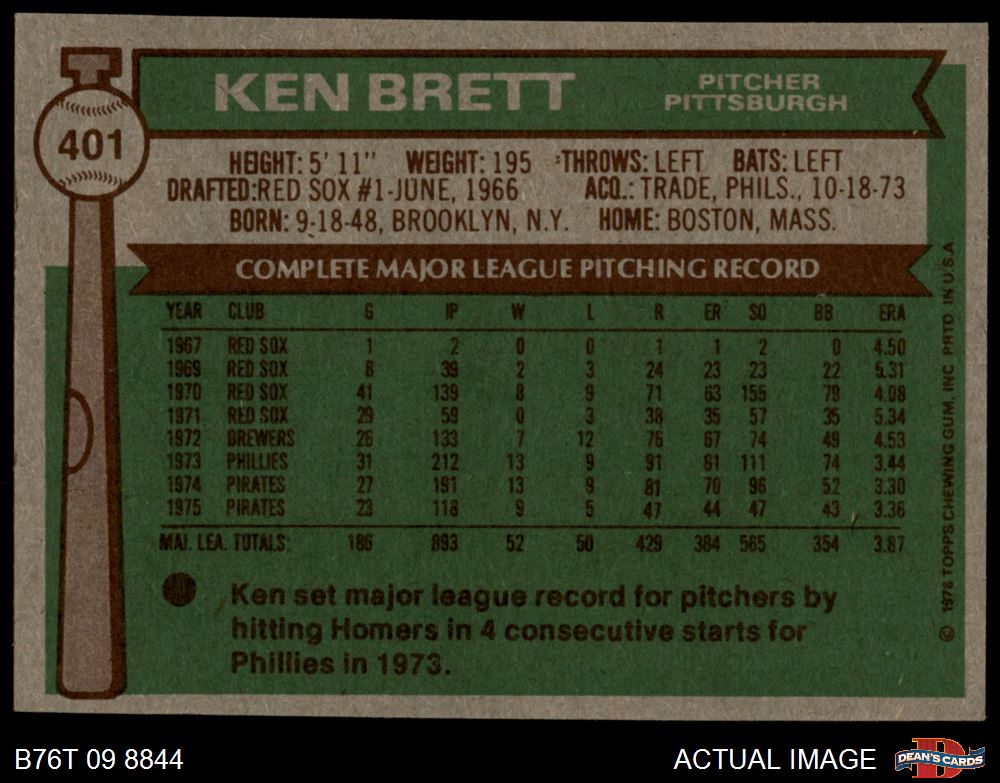 KEN BRETT
PITCHER
PITTSBURGH
401
HEIGHT: 5' 11" WEIGHT: 195 THROWS: LEFT BATS: LEFT
DRAFTED: RED SOX #1-JUNE, 1966 ACQ.: TRADE, PHILS., 10-18-73
BORN: 9-18-48, BROOKLYN, N.Y. HOME: BOSTON, MASS.
COMPLETE MAJOR LEAGUE PITCHING RECORD
YEAR CLUB G IP W L R ER SO BB ERA
1967 RED SOX 1 2 0 0 1 1 2 0 4.50
1969 RED SOX 8 39 2 3 24 23 23 22 5.31
1970 RED SOX 41 139 8 9 71 63 155 79 4.08
1971 RED SOX 29 59 0 3 38 35 57 35 5.34
1972 BREWERS 26 133 7 12 76 67 74 49 4.53
1973 PHILLIES 31 212 13 9 91 81 111 74 3.44
1974 PIRATES 27 191 13 9 81 70 96 52 3.30
1975 PIRATES 23 118 9 5 47 44 47 43 3.36
MAJ. LEA. TOTALS: 186 893 52 50 429 384 565 354 3.87
Ken set major league record for pitchers by
hitting Homers in 4 consecutive starts for
Phillies in 1973.
© 1976 TOPPS CHEWING GUM, INC PRTD. IN U.S.A
B76T 09 8844
ACTUAL IMAGE
D
DEAN'S CARDS